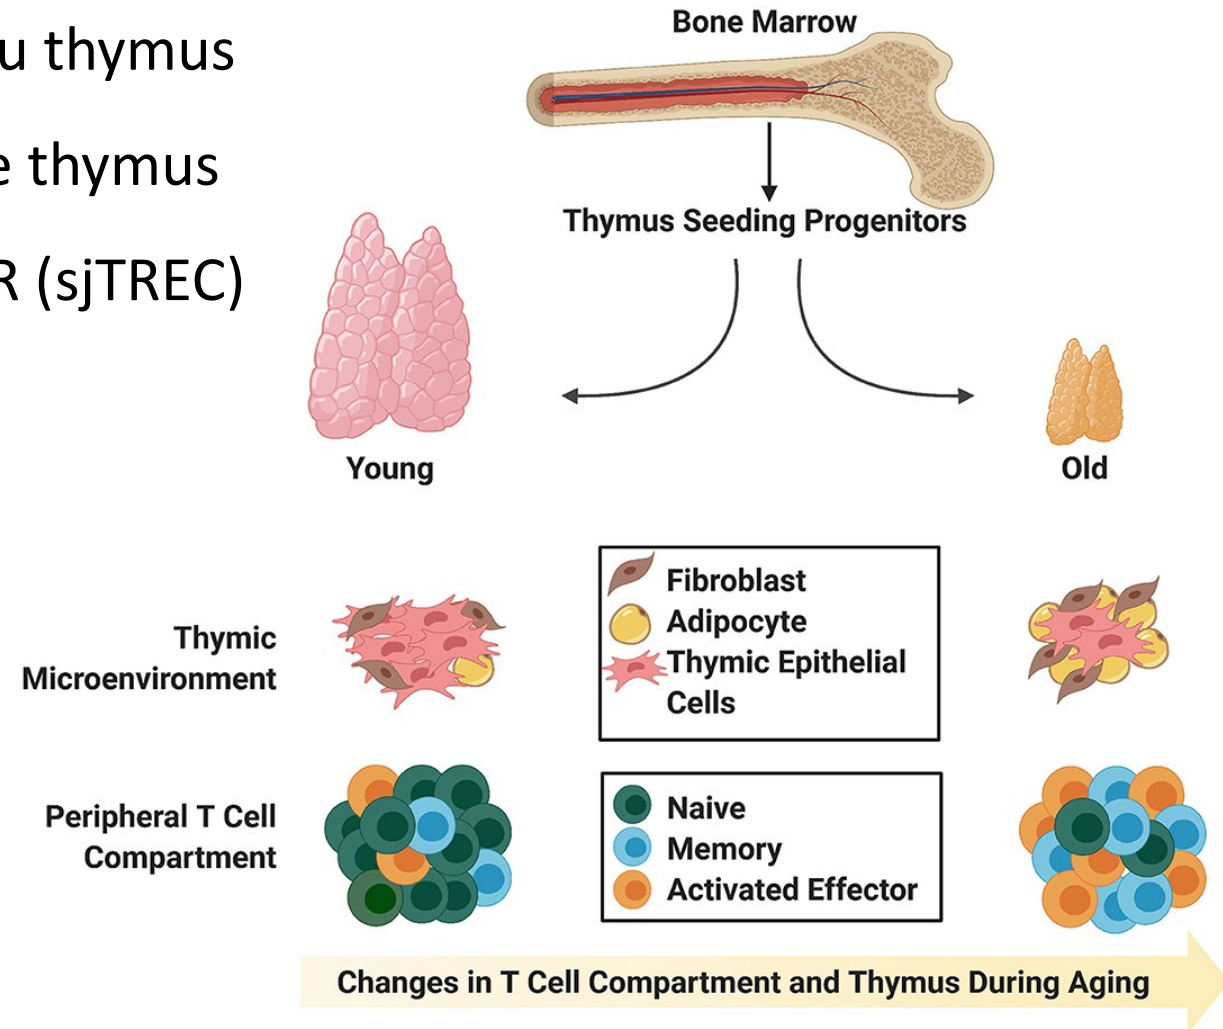 u thymus
e thymus
R (sjTREC)
Bone Marrow
Thymus Seeding Progenitors
Young
Old
Thymic
Microenvironment
Fibroblast
Adipocyte
Thymic Epithelial
Cells
Peripheral T Cell
Compartment
Naive
Memory
Activated Effector
Changes in T Cell Compartment and Thymus During Aging